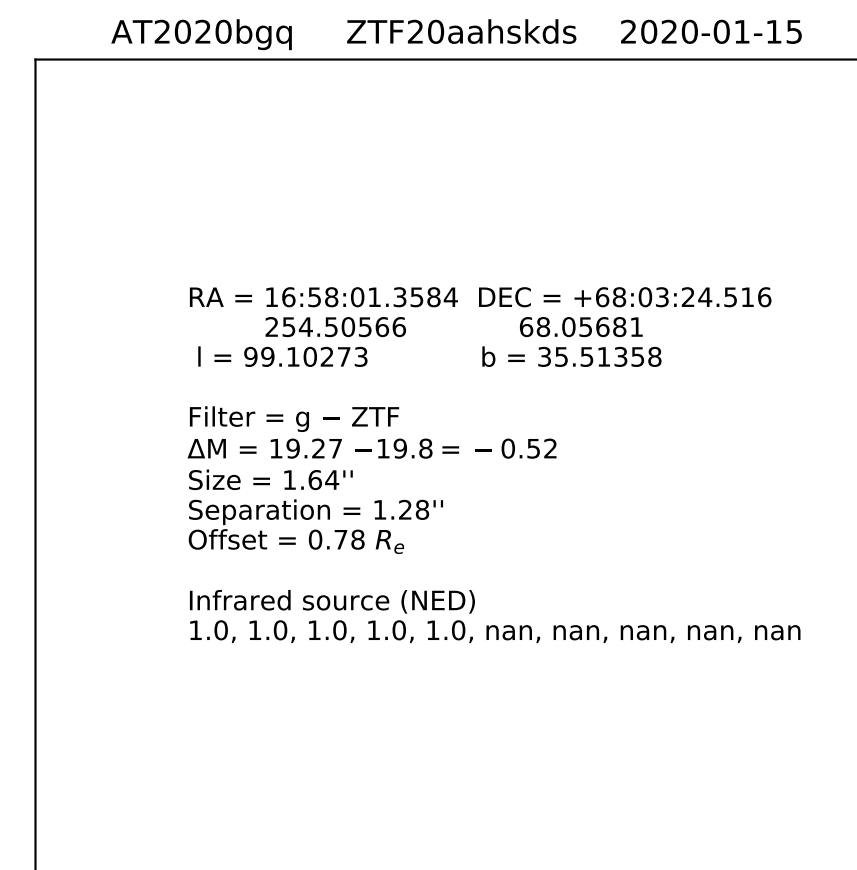 AT2020bgq ZTF20aahskds 2020-01-15
RA = 16:58:01.3584 DEC = +68:03:24.516
254.50566 68.05681
l = 99.10273 b = 35.51358
Filter = g − ZTF
ΔM = 19.27 −19.8 = − 0.52
Size = 1.64''
Separation = 1.28''
Offset = 0.78 Re
Infrared source (NED)
1.0, 1.0, 1.0, 1.0, 1.0, nan, nan, nan, nan, nan